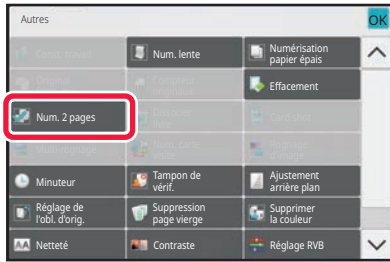 Autres
OK
Num. lente
Numérisation
papier épais
Effacement
Num. 2 pages
Minuteur
Tampon de
vérif.
Ajustement
arrière plan
Réglage de
l'obl. d'orig.
Suppression
page vierge
Supprimer
la couleur
Netteté
Contraste
Réglage RVB